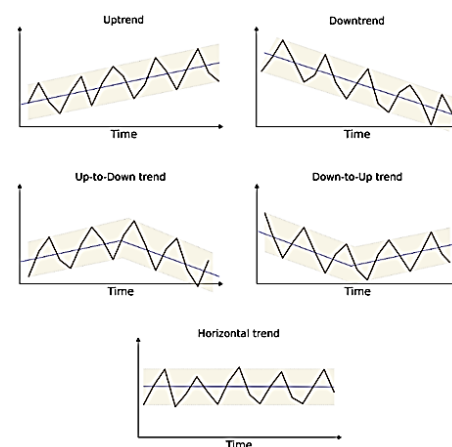 Uptrend
Downtrend
Time
Time
Up-to-Down trend
Down-to-Up trend
Time
Time
Horizontal trend
Time